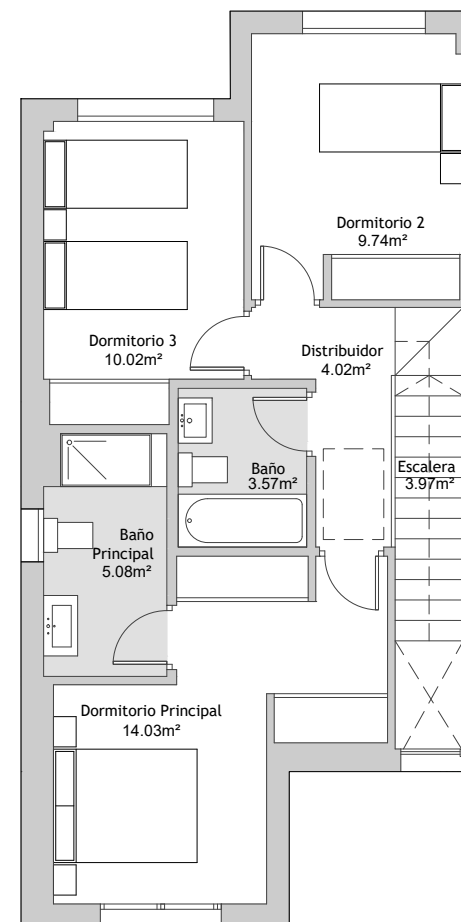 Dormitorio 2
9.74m²
Dormitorio 3
10.02m²
Distribuidor
4.02m²
Baño
3.57m²
Escalera
3.97m²
Baño
Principal
5.08m²
Dormitorio Principal
14.03m²